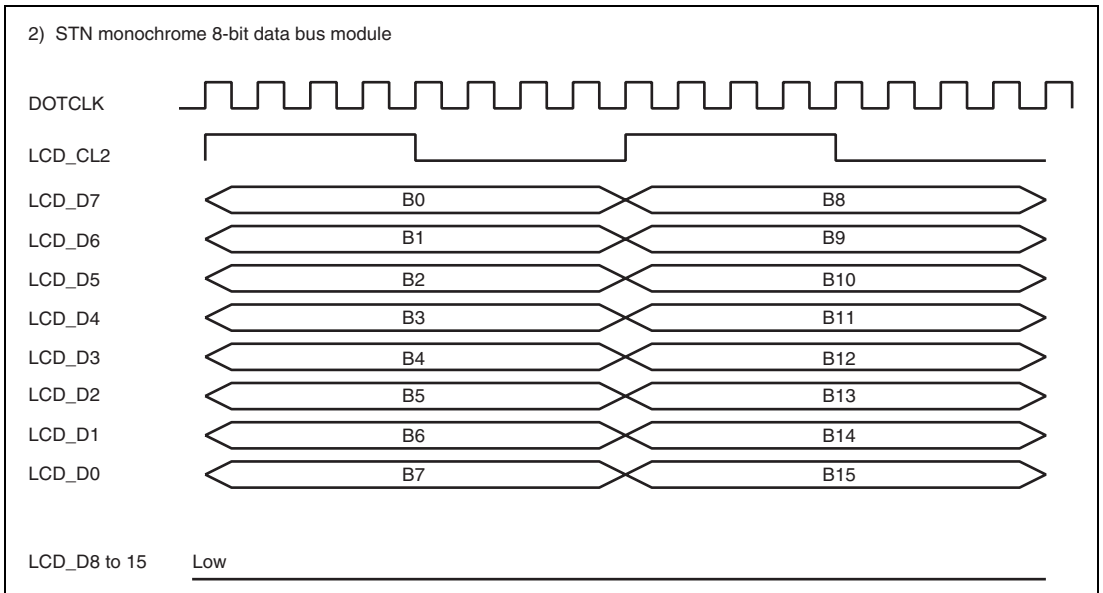 2) STN monochrome 8-bit data bus module
DOTCLK
LCD_CL2
LCD_D7 B0 B8
LCD_D6 B1 B9
LCD_D5 B2 B10
LCD_D4 B3 B11
LCD_D3 B4 B12
LCD_D2 B5 B13
LCD_D1 B6 B14
LCD_D0 B7 B15
LCD_D8 to 15 Low